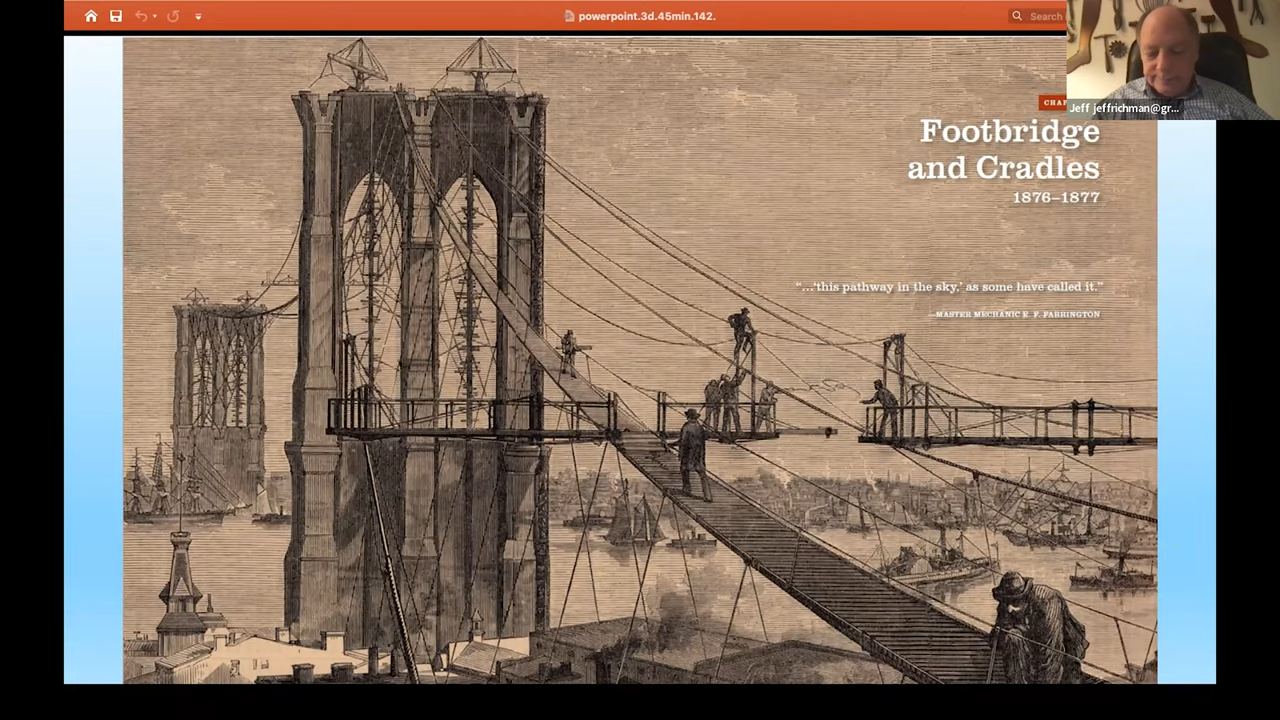 powerpoint.3d.45min.142.
Search
Jeff jeffrichman@gr...
Footbridge
and Cradles
1876–1877
“...‘this pathway in the sky,’ as some have called it.”
—MASTER MECHANIC E. F. FARRINGTON